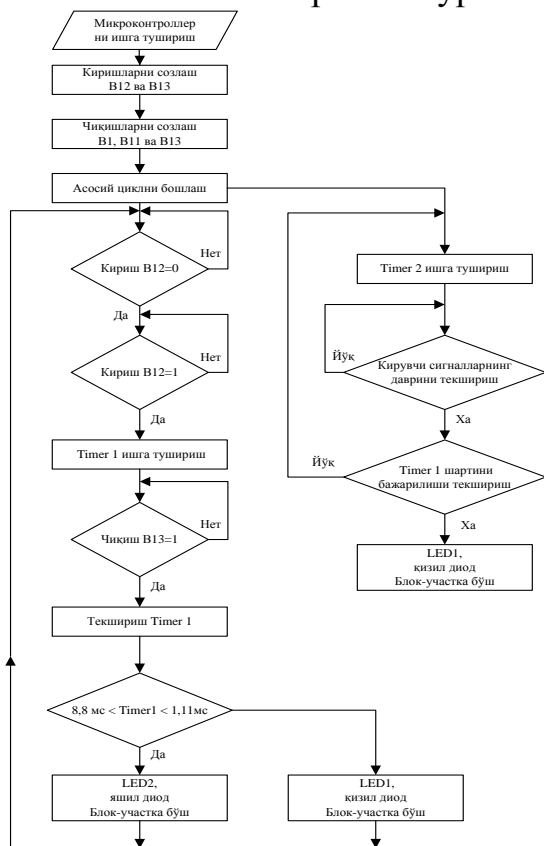 Микроконтроллер
ни ишга тушириш
Киришларни созлаш
B12 ва B13
Чиқишларни созлаш
B1, B11 ва B13
Асосий циклни бошлаш
Кириш B12=0
Нет
Да
Кириш B12=1
Нет
Да
Timer 1 ишга тушириш
Чиқиш B13=1
Нет
Да
Текшириш Timer 1
8,8 мс < Timer1 < 1,11мс
Да
LED2,
яшил диод
Блок-участка бўш
LED1,
қизил диод
Блок-участка бўш
Timer 2 ишга тушириш
Кирувчи сигналларнинг
даврини текшириш
Йўқ
Ха
Timer 1 шартини
бажарилиши текшириш
Йўқ
Ха
LED1,
қизил диод
Блок-участка бўш